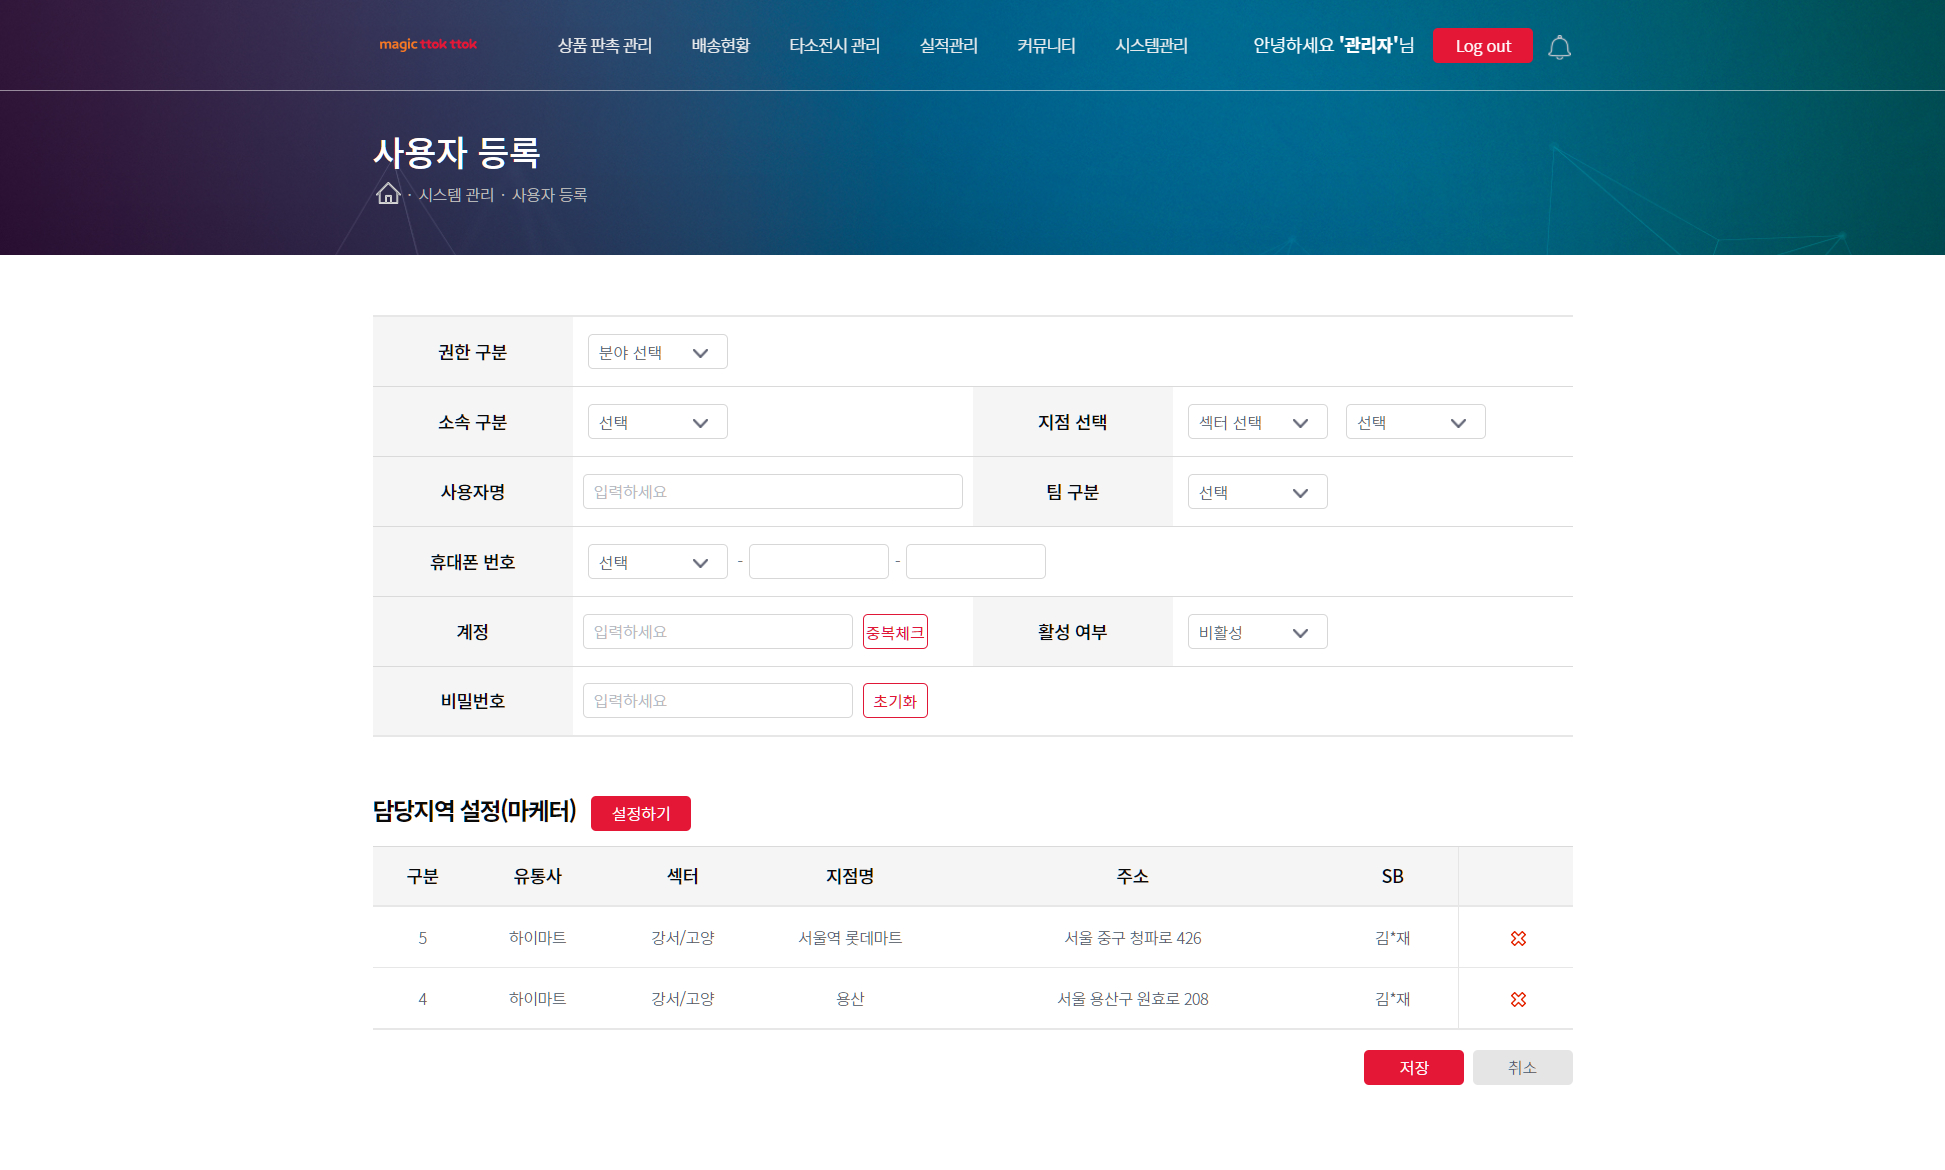 magic ttok ttok
상품 판촉 관리 배송현황 타소전시 관리 실적관리 커뮤니티 시스템관리 안녕하세요 '관리자'님 Log out
사용자 등록
· 시스템 관리 · 사용자 등록
권한 구분 분야 선택
소속 구분 선택 지점 선택 섹터 선택 선택
사용자명 입력하세요 팀 구분 선택
휴대폰 번호 선택 - -
계정 입력하세요 중복체크 활성 여부 비활성
비밀번호 입력하세요 초기화
담당지역 설정(마케터) 설정하기
구분 유통사 섹터 지점명 주소 SB
5 하이마트 강서/고양 서울역 롯데마트 서울 중구 청파로 426 김*재
4 하이마트 강서/고양 용산 서울 용산구 원효로 208 김*재
저장 취소